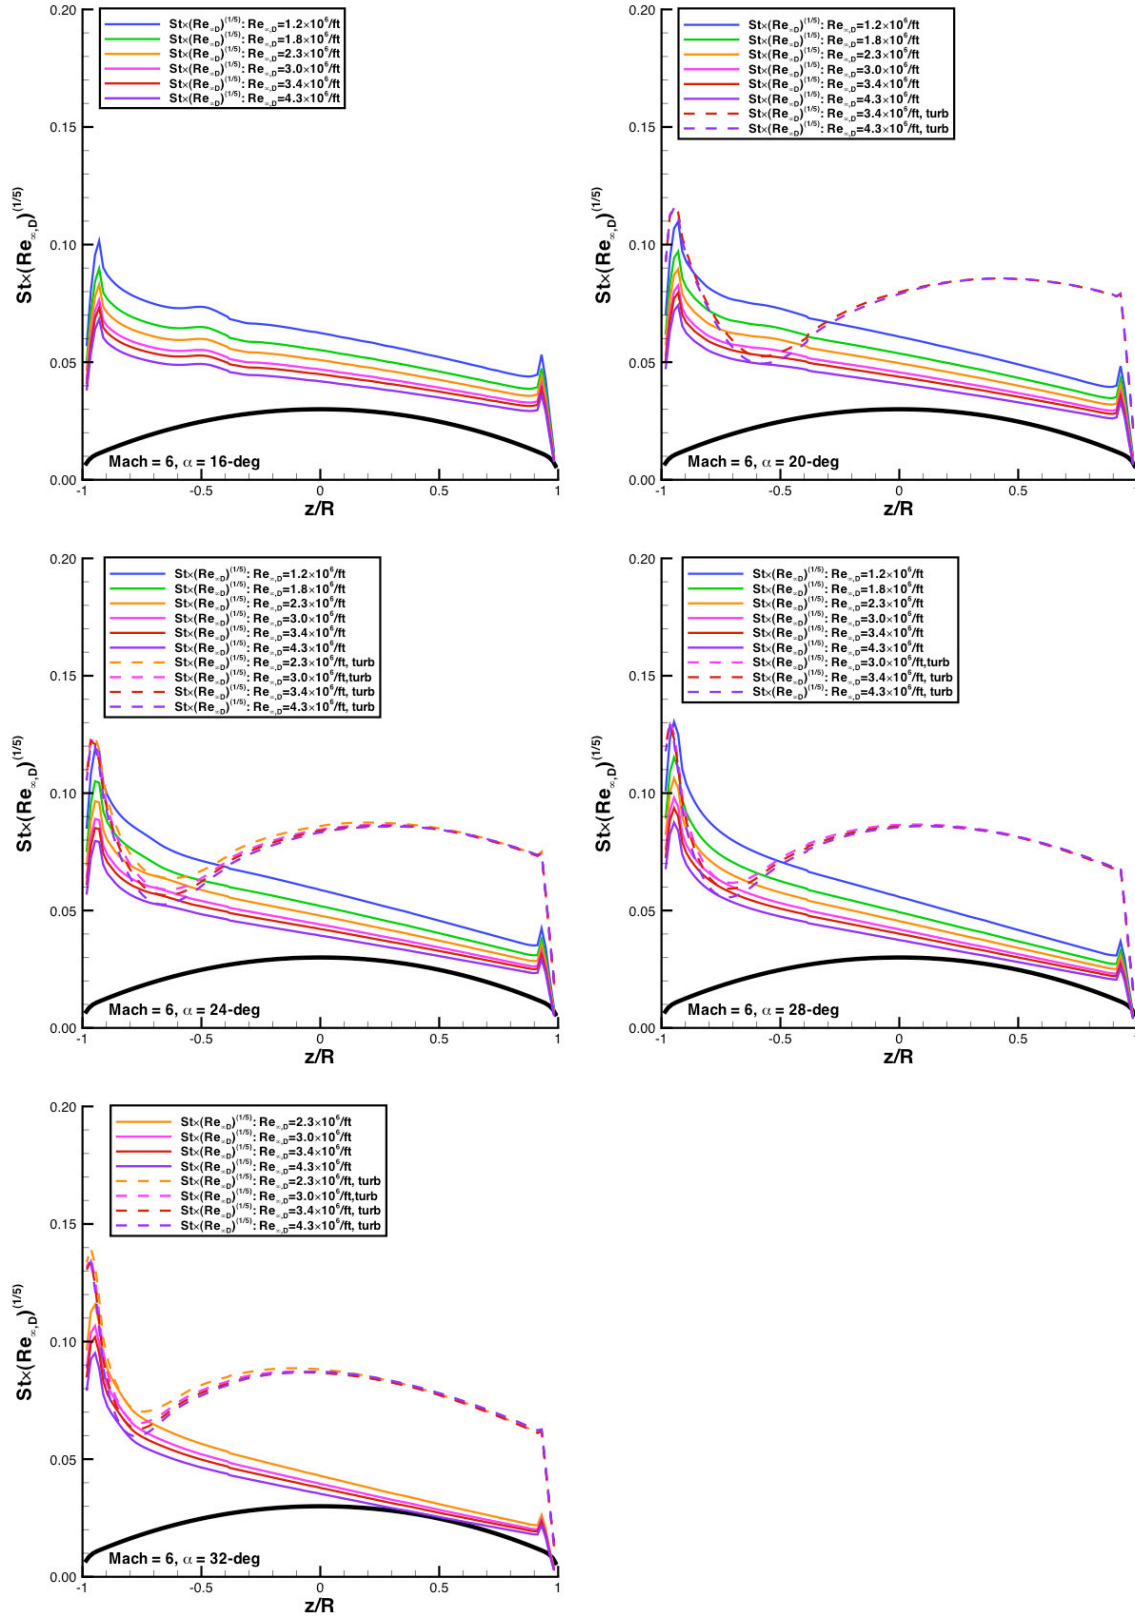 0.20
0.15
0.10
0.05
0.00
St×(Re∞,D)(1/5)
St×(Re∞D)(1/5): Re∞,D=1.2×10⁶/ft
St×(Re∞D)(1/5): Re∞,D=1.8×10⁶/ft
St×(Re∞D)(1/5): Re∞,D=2.3×10⁶/ft
St×(Re∞D)(1/5): Re∞,D=3.0×10⁶/ft
St×(Re∞D)(1/5): Re∞,D=3.4×10⁶/ft
St×(Re∞D)(1/5): Re∞,D=4.3×10⁶/ft
Mach = 6, α = 16-deg
-1 -0.5 0 0.5 1
z/R
0.20
0.15
0.10
0.05
0.00
St×(Re∞,D)(1/5)
St×(Re∞D)(1/5): Re∞,D=1.2×10⁶/ft
St×(Re∞D)(1/5): Re∞,D=1.8×10⁶/ft
St×(Re∞D)(1/5): Re∞,D=2.3×10⁶/ft
St×(Re∞D)(1/5): Re∞,D=3.0×10⁶/ft
St×(Re∞D)(1/5): Re∞,D=3.4×10⁶/ft
St×(Re∞D)(1/5): Re∞,D=4.3×10⁶/ft
St×(Re∞D)(1/5): Re∞,D=3.4×10⁶/ft, turb
St×(Re∞D)(1/5): Re∞,D=4.3×10⁶/ft, turb
Mach = 6, α = 20-deg
-1 -0.5 0 0.5 1
z/R
0.20
0.15
0.10
0.05
0.00
St×(Re∞,D)(1/5)
St×(Re∞D)(1/5): Re∞,D=1.2×10⁶/ft
St×(Re∞D)(1/5): Re∞,D=1.8×10⁶/ft
St×(Re∞D)(1/5): Re∞,D=2.3×10⁶/ft
St×(Re∞D)(1/5): Re∞,D=3.0×10⁶/ft
St×(Re∞D)(1/5): Re∞,D=3.4×10⁶/ft
St×(Re∞D)(1/5): Re∞,D=4.3×10⁶/ft
St×(Re∞D)(1/5): Re∞,D=2.3×10⁶/ft, turb
St×(Re∞D)(1/5): Re∞,D=3.0×10⁶/ft,turb
St×(Re∞D)(1/5): Re∞,D=3.4×10⁶/ft, turb
St×(Re∞D)(1/5): Re∞,D=4.3×10⁶/ft, turb
Mach = 6, α = 24-deg
-1 -0.5 0 0.5 1
z/R
0.20
0.15
0.10
0.05
0.00
St×(Re∞,D)(1/5)
St×(Re∞D)(1/5): Re∞,D=1.2×10⁶/ft
St×(Re∞D)(1/5): Re∞,D=1.8×10⁶/ft
St×(Re∞D)(1/5): Re∞,D=2.3×10⁶/ft
St×(Re∞D)(1/5): Re∞,D=3.0×10⁶/ft
St×(Re∞D)(1/5): Re∞,D=3.4×10⁶/ft
St×(Re∞D)(1/5): Re∞,D=4.3×10⁶/ft
St×(Re∞D)(1/5): Re∞,D=3.0×10⁶/ft,turb
St×(Re∞D)(1/5): Re∞,D=3.4×10⁶/ft, turb
St×(Re∞D)(1/5): Re∞,D=4.3×10⁶/ft, turb
Mach = 6, α = 28-deg
-1 -0.5 0 0.5 1
z/R
0.20
0.15
0.10
0.05
0.00
St×(Re∞,D)(1/5)
St×(Re∞D)(1/5): Re∞,D=2.3×10⁶/ft
St×(Re∞D)(1/5): Re∞,D=3.0×10⁶/ft
St×(Re∞D)(1/5): Re∞,D=3.4×10⁶/ft
St×(Re∞D)(1/5): Re∞,D=4.3×10⁶/ft
St×(Re∞D)(1/5): Re∞,D=2.3×10⁶/ft, turb
St×(Re∞D)(1/5): Re∞,D=3.0×10⁶/ft,turb
St×(Re∞D)(1/5): Re∞,D=3.4×10⁶/ft, turb
St×(Re∞D)(1/5): Re∞,D=4.3×10⁶/ft, turb
Mach = 6, α = 32-deg
-1 -0.5 0 0.5 1
z/R